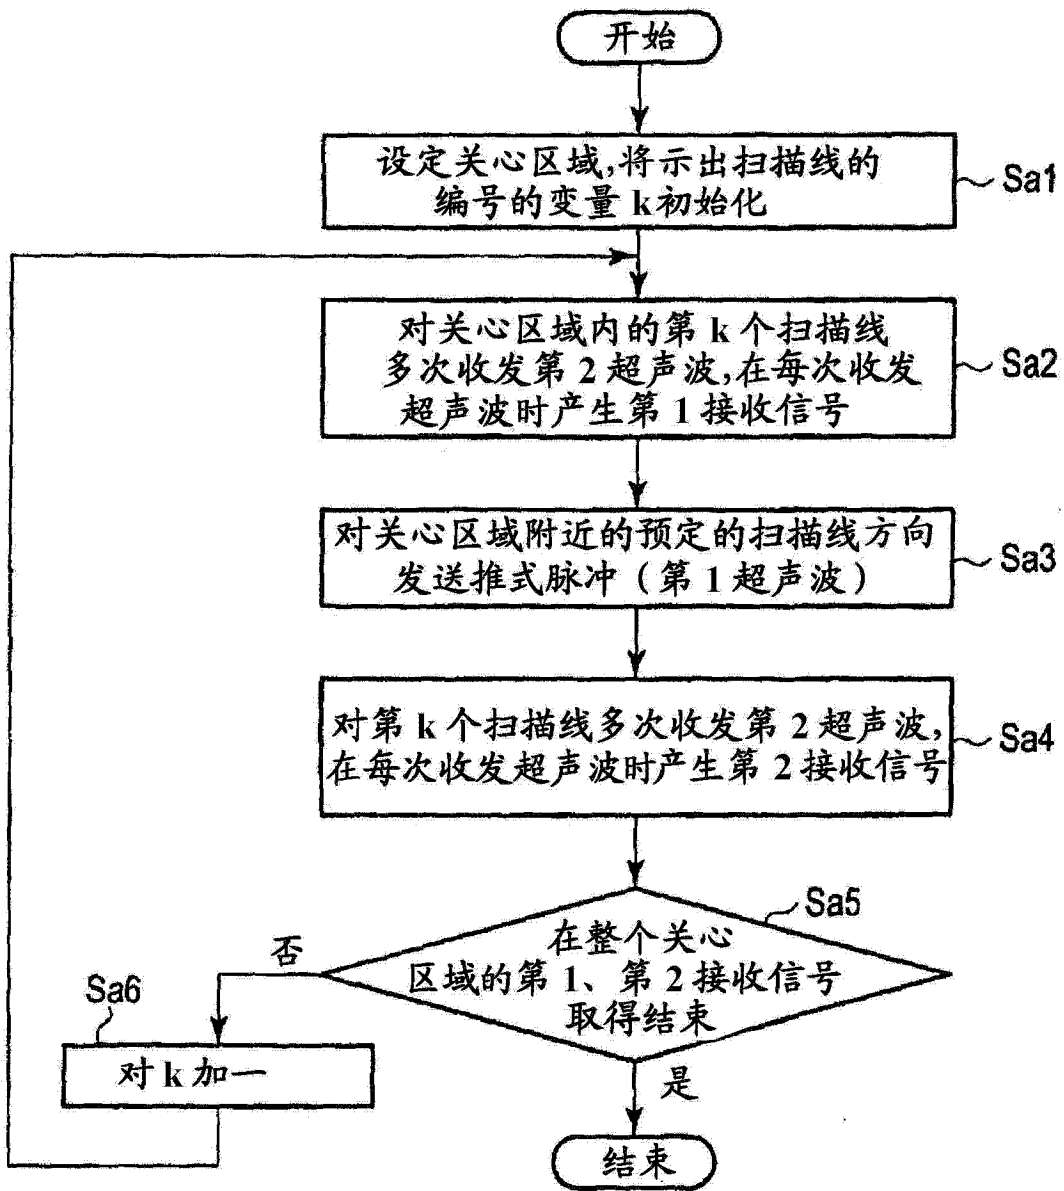 开始
设定关心区域,将示出扫描线的
编号的变量k初始化
Sa1
对关心区域内的第k个扫描线
多次收发第2超声波,在每次收发
超声波时产生第1接收信号
Sa2
对关心区域附近的预定的扫描线方向
发送推式脉冲（第1超声波）
Sa3
对第k个扫描线多次收发第2超声波,
在每次收发超声波时产生第2接收信号
Sa4
Sa5
在整个关心
区域的第1、第2接收信号
取得结束
否
Sa6
对k加一
是
结束